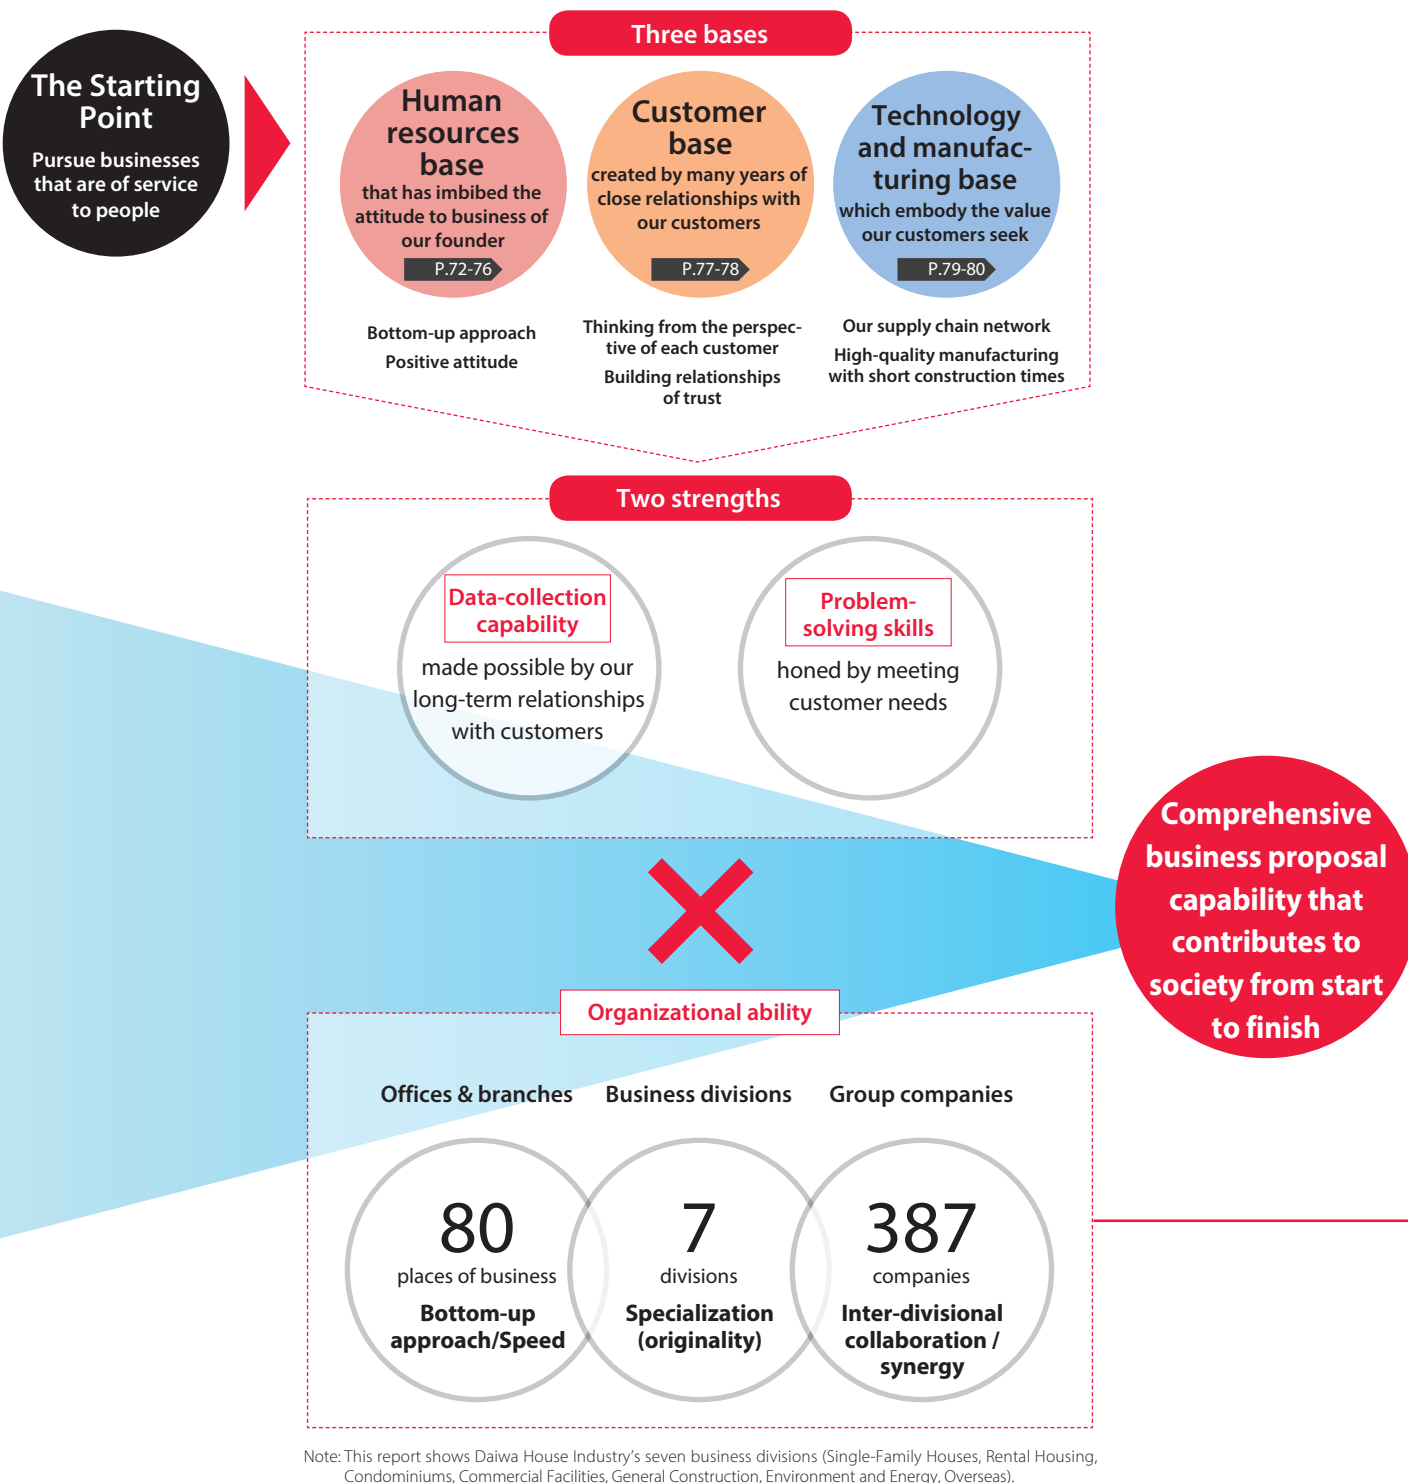 The Starting
Point
Pursue businesses
that are of service
to people
Three bases
Human
resources
base
that has imbibed the
attitude to business of
our founder
P.72-76
Bottom-up approach
Positive attitude
Customer
base
created by many years of
close relationships with
our customers
P.77-78
Thinking from the perspec-
tive of each customer
Building relationships
of trust
Technology
and manufac-
turing base
which embody the value
our customers seek
P.79-80
Our supply chain network
High-quality manufacturing
with short construction times
Two strengths
Data-collection
capability
made possible by our
long-term relationships
with customers
Problem-
solving skills
honed by meeting
customer needs
Comprehensive
business proposal
capability that
contributes to
society from start
to finish
Organizational ability
Offices & branches
80
places of business
Bottom-up
approach/Speed
Business divisions
7
divisions
Specialization
(originality)
Group companies
387
companies
Inter-divisional
collaboration /
synergy
Note: This report shows Daiwa House Industry's seven business divisions (Single-Family Houses, Rental Housing,
Condominiums, Commercial Facilities, General Construction, Environment and Energy, Overseas).